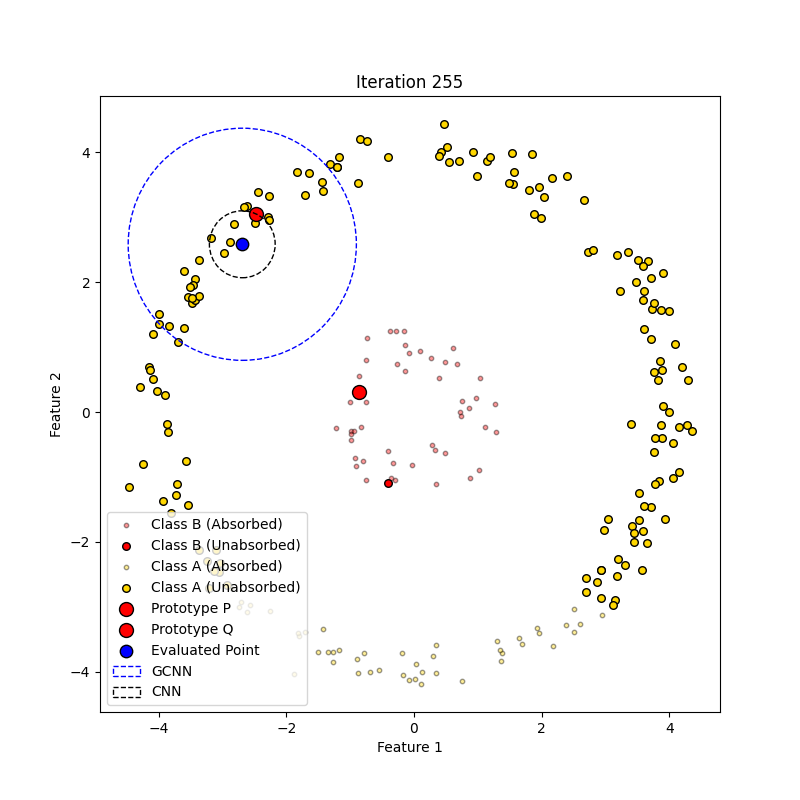 Iteration 255
Feature 2
4
2
0
−2
−4
Class B (Absorbed)
Class B (Unabsorbed)
Class A (Absorbed)
Class A (Unabsorbed)
Prototype P
Prototype Q
Evaluated Point
GCNN
CNN
−4 −2 0 2 4
Feature 1